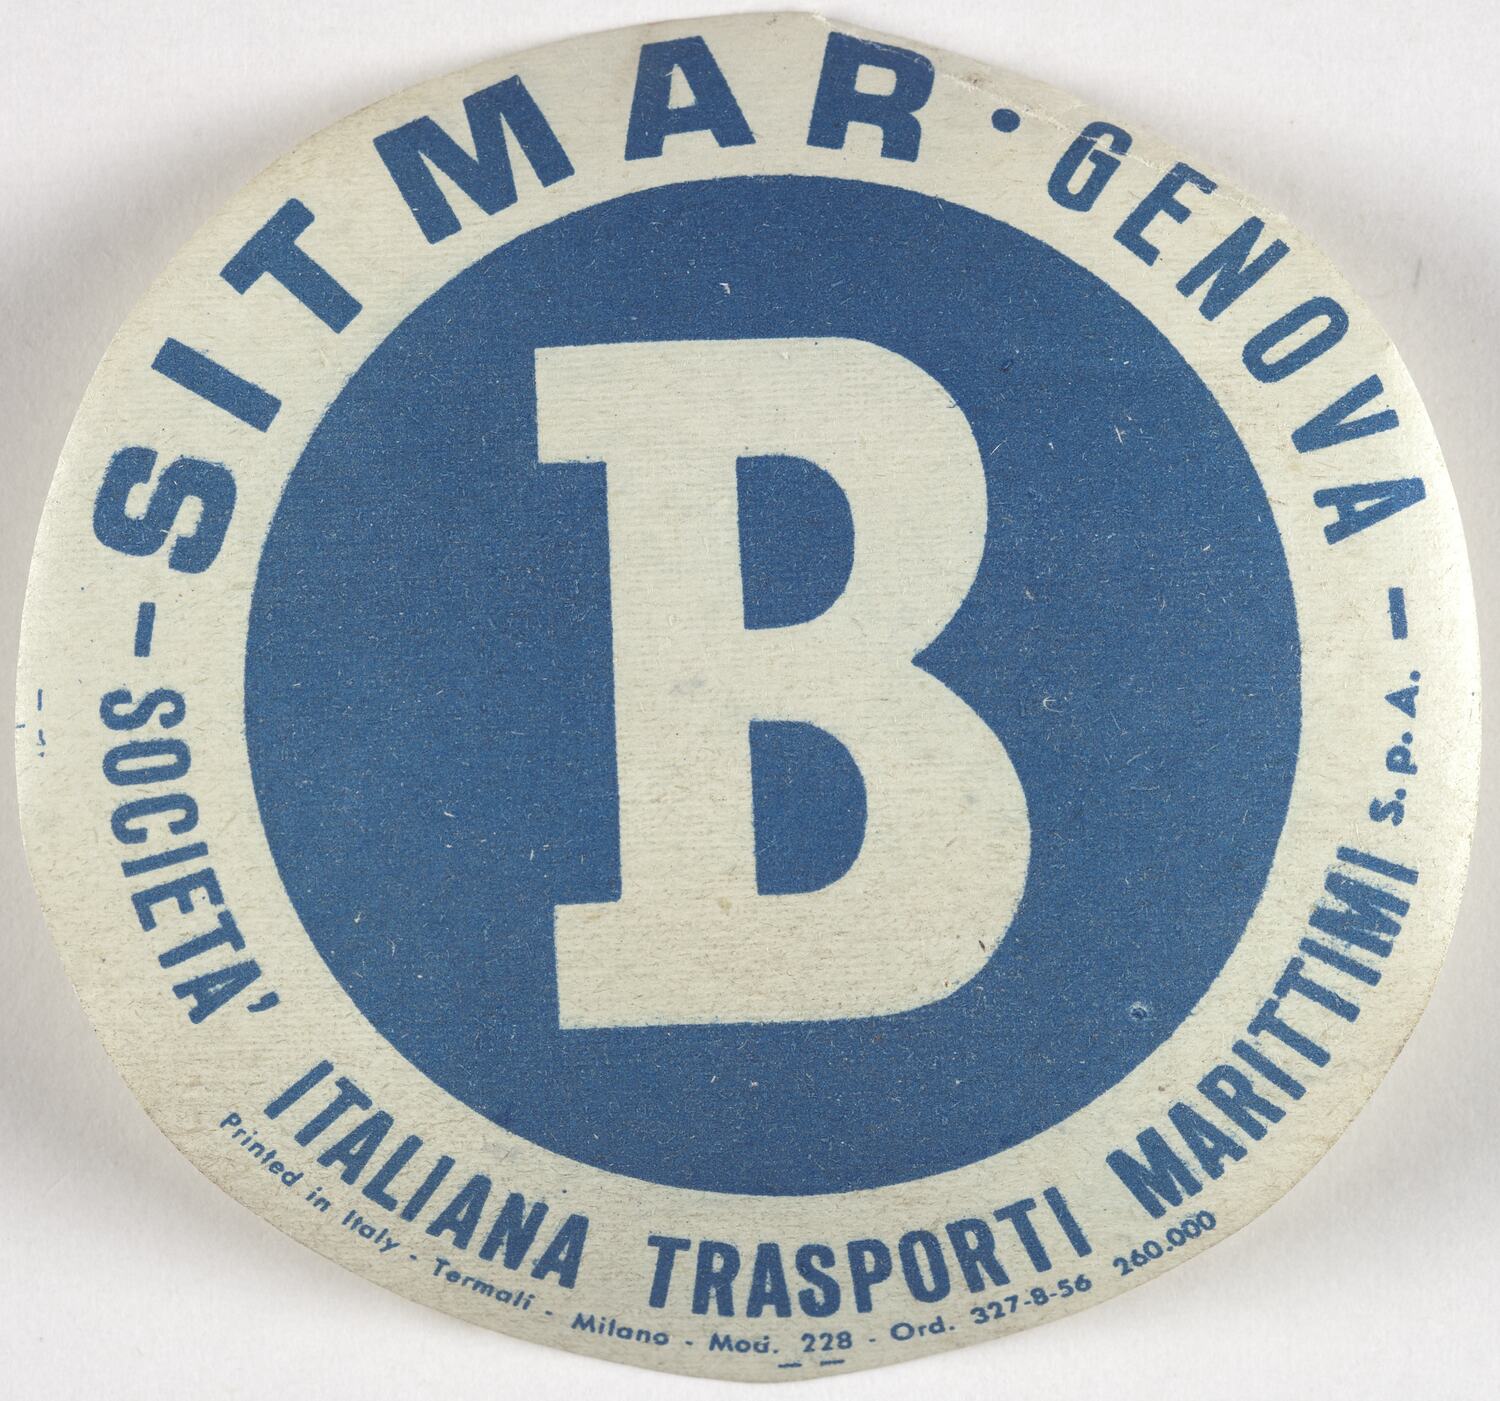 SITMAR · GENOVA –
– SOCIETA' ITALIANA TRASPORTI MARITTIMI S.p.A.
B
Printed in Italy - Termali - Milano - Mod. 228 - Ord. 327-8-56 260.000